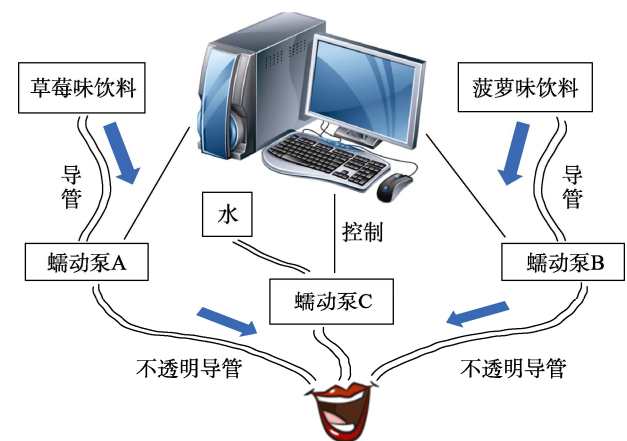 草莓味饮料
菠萝味饮料
导管
导管
水
控制
蠕动泵A
蠕动泵B
蠕动泵C
不透明导管
不透明导管